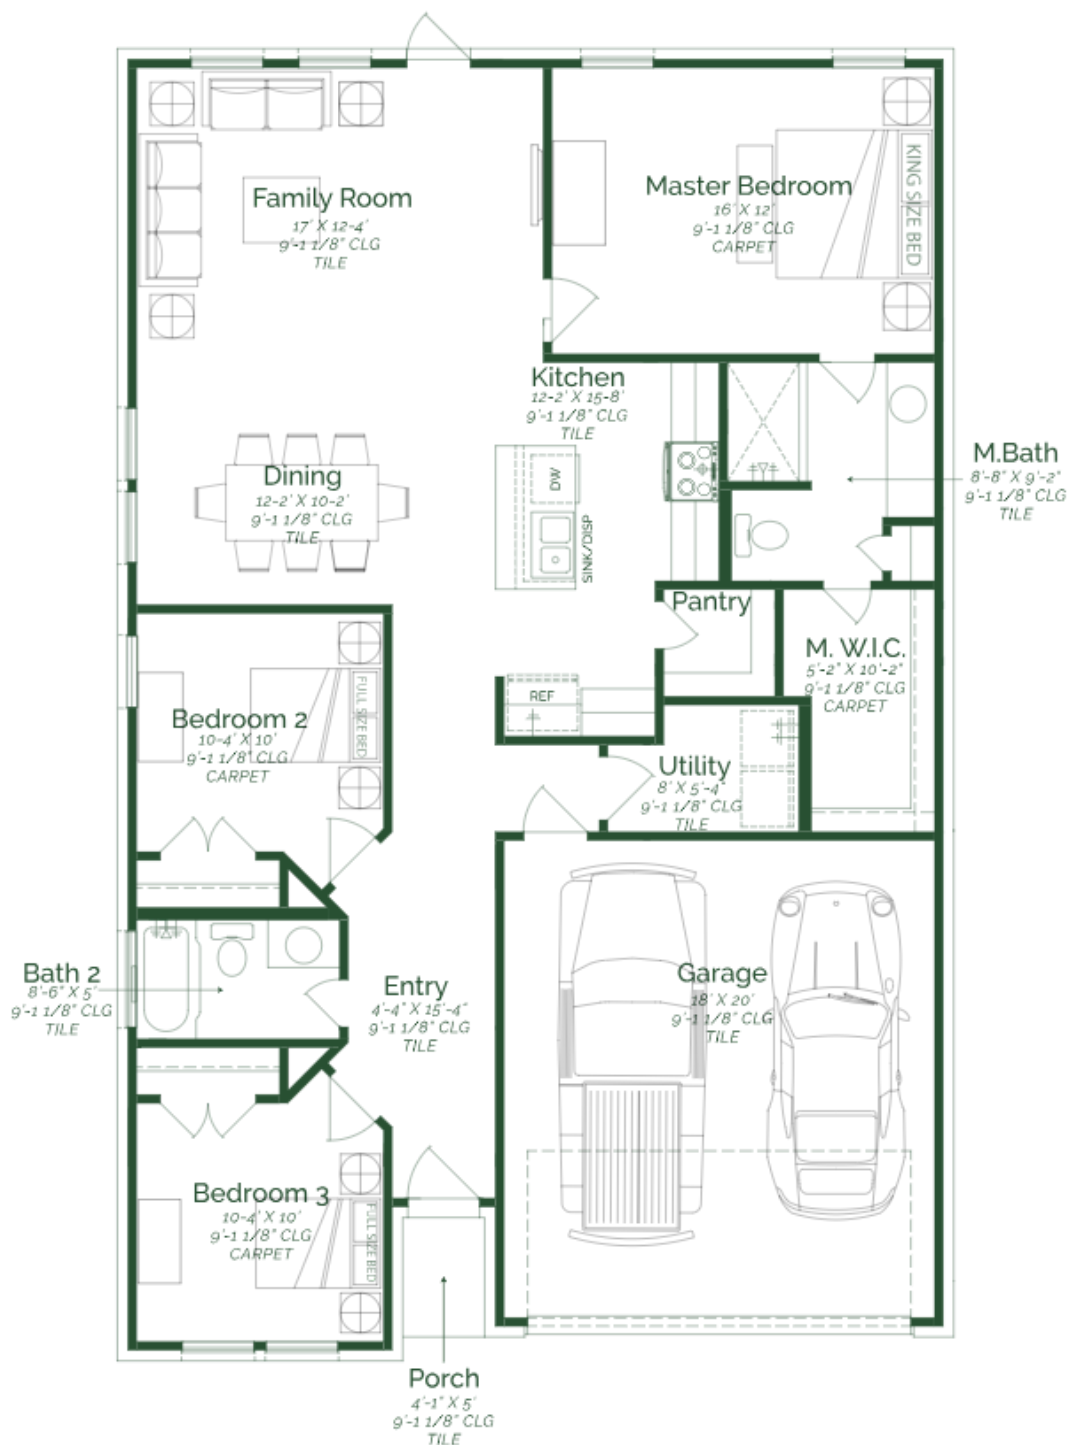 Family Room
17' X 12-4'
9'-1 1/8" CLG
TILE
Master Bedroom
16' X 12'
9'-1 1/8" CLG
CARPET
KING SIZE BED
Kitchen
12-2' X 15-8'
9'-1 1/8" CLG
TILE
DW
SINK/DISP
Dining
12-2' X 10-2'
9'-1 1/8" CLG
TILE
M.Bath
8'-8" X 9'-2"
9'-1 1/8" CLG
TILE
Pantry
M. W.I.C.
5'-2" X 10'-2"
9'-1 1/8" CLG
CARPET
REF
Bedroom 2
10-4' X 10'
9'-1 1/8" CLG
CARPET
FULL SIZE BED
Utility
8' X 5'-4"
9'-1 1/8" CLG
TILE
Bath 2
8'-6" X 5'
9'-1 1/8" CLG
TILE
Entry
4'-4" X 15'-4"
9'-1 1/8" CLG
TILE
Garage
18' X 20'
9'-1 1/8" CLG
TILE
Bedroom 3
10-4' X 10'
9'-1 1/8" CLG
CARPET
FULL SIZE BED
Porch
4'-1" X 5'
9'-1 1/8" CLG
TILE